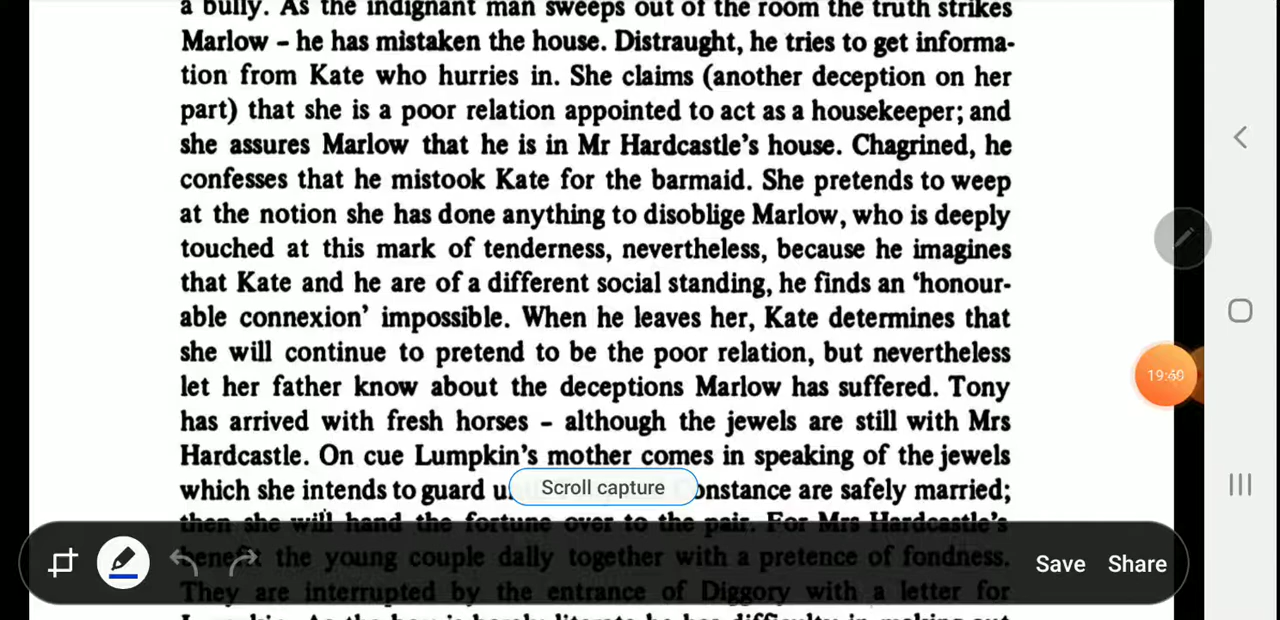 a bully. As the indignant man sweeps out of the room the truth strikes
Marlow – he has mistaken the house. Distraught, he tries to get informa-
tion from Kate who hurries in. She claims (another deception on her
part) that she is a poor relation appointed to act as a housekeeper; and
she assures Marlow that he is in Mr Hardcastle's house. Chagrined, he
confesses that he mistook Kate for the barmaid. She pretends to weep
at the notion she has done anything to disoblige Marlow, who is deeply
touched at this mark of tenderness, nevertheless, because he imagines
that Kate and he are of a different social standing, he finds an 'honour-
able connexion' impossible. When he leaves her, Kate determines that
she will continue to pretend to be the poor relation, but nevertheless
let her father know about the deceptions Marlow has suffered. Tony
19:60
has arrived with fresh horses – although the jewels are still with Mrs
Hardcastle. On cue Lumpkin's mother comes in speaking of the jewels
which she intends to guard onstance are safely married;
Scroll capture
then she will hand the fortune over to the pair. For Mrs Hardcastle's
benefit the young couple dally together with a pretence of fondness.
Save Share
They are interrupted by the entrance of Diggory with a letter for